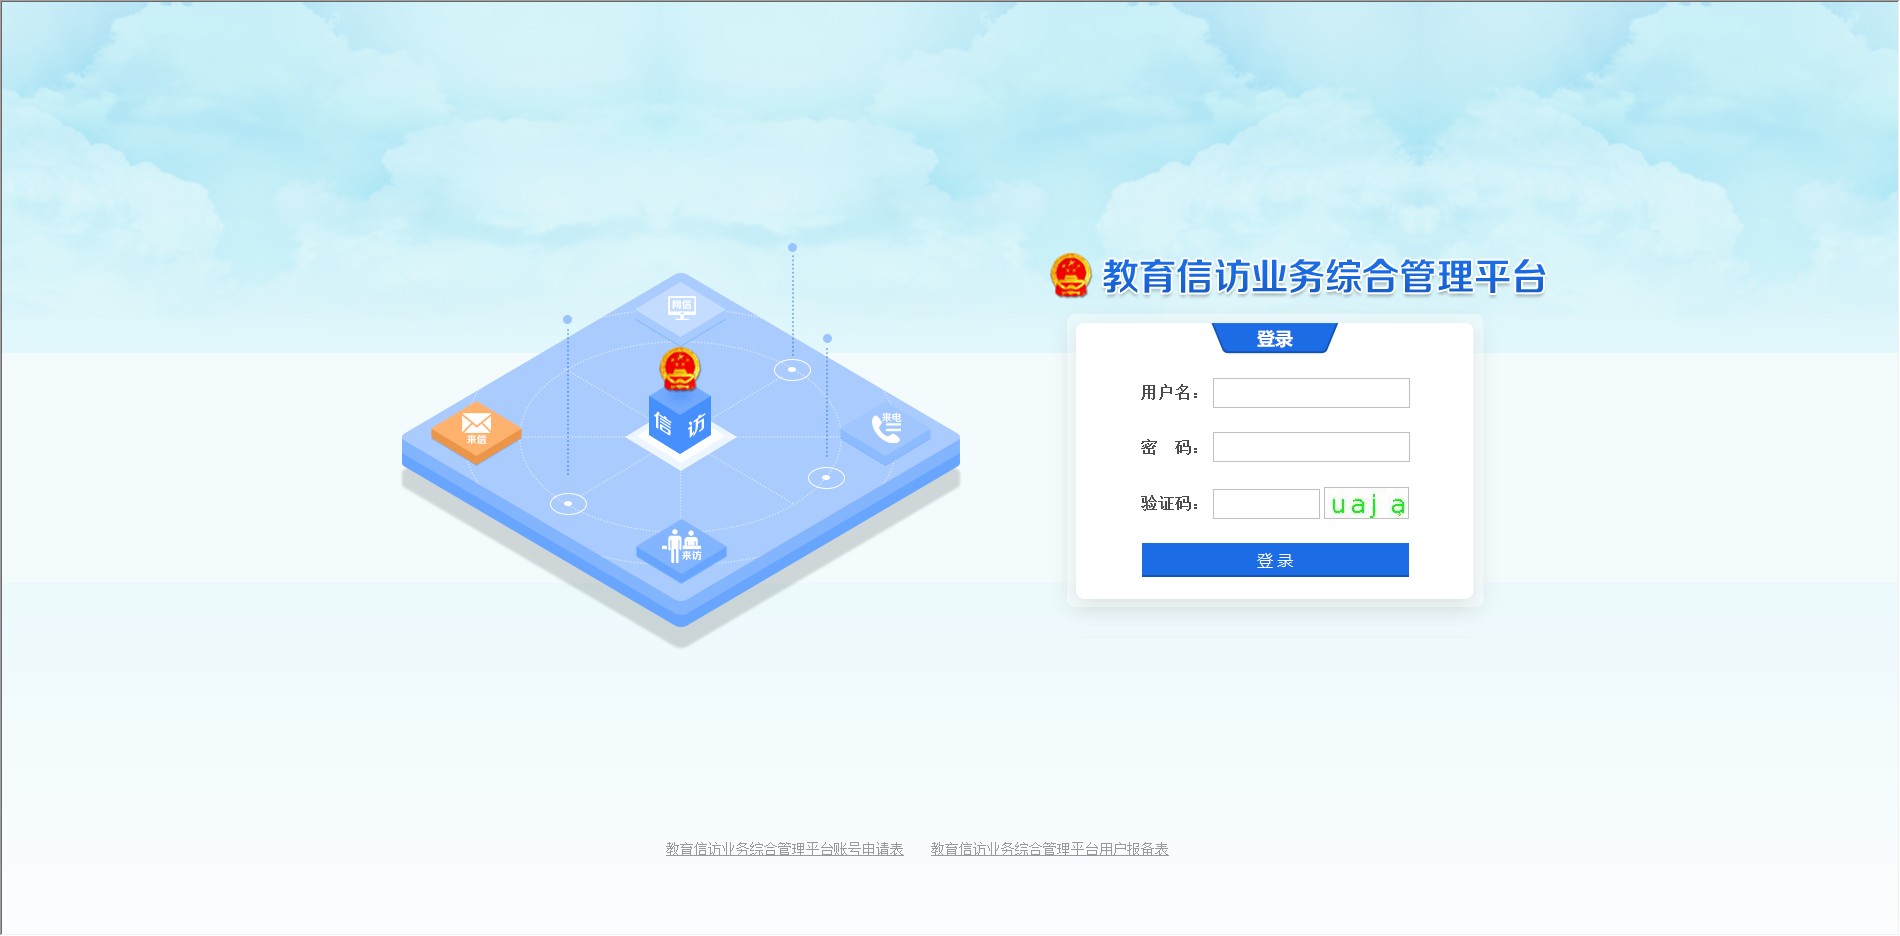 教育信访业务综合管理平台
网信
来信
信 访
来电
来访
登录
用户名：
密 码：
验证码：
uaj a
登 录
教育信访业务综合管理平台账号申请表
教育信访业务综合管理平台用户报备表